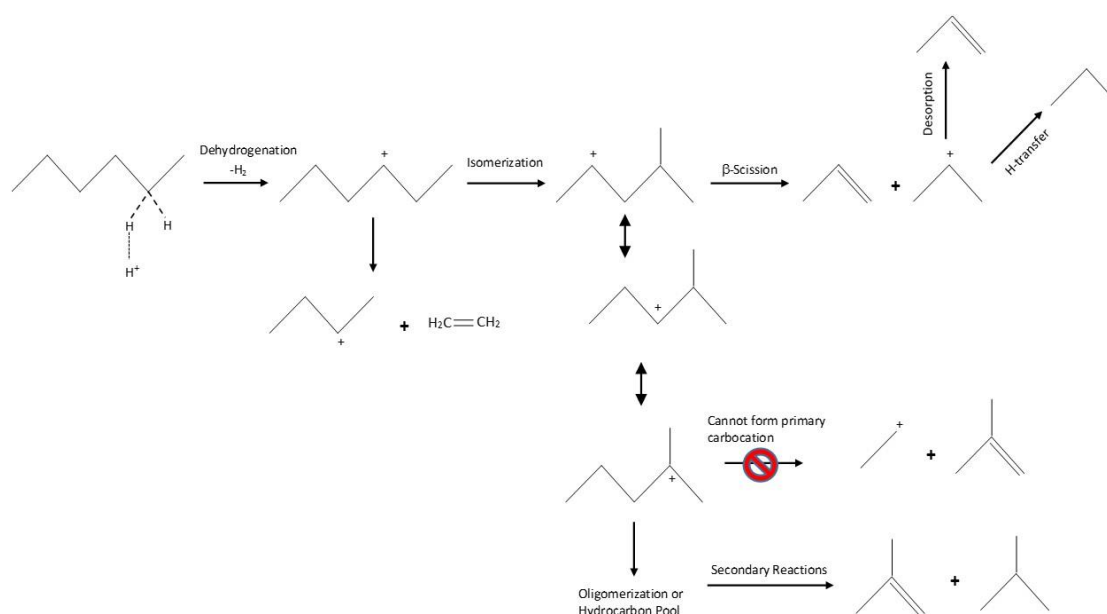 Desorption
H-transfer
Dehydrogenation
-H₂
+
Isomerization
+
β-Scission
+
+
H
H
H⁺
+
+
H₂C=CH₂
+
Cannot form primary
carbocation
+
+
+
Oligomerization or
Hydrocarbon Pool
Secondary Reactions
+